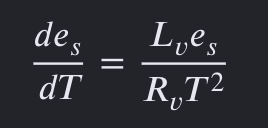 de_s/dT = L_v e_s / R_v T^2